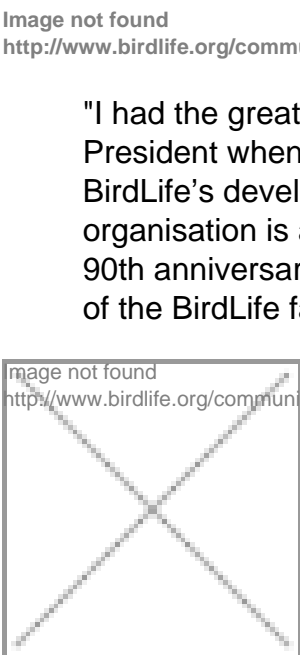 Image not found
http://www.birdlife.org/commu
"I had the great
President when
BirdLife's devel
organisation is a
90th anniversar
of the BirdLife fa
Image not found
http://www.birdlife.org/communi